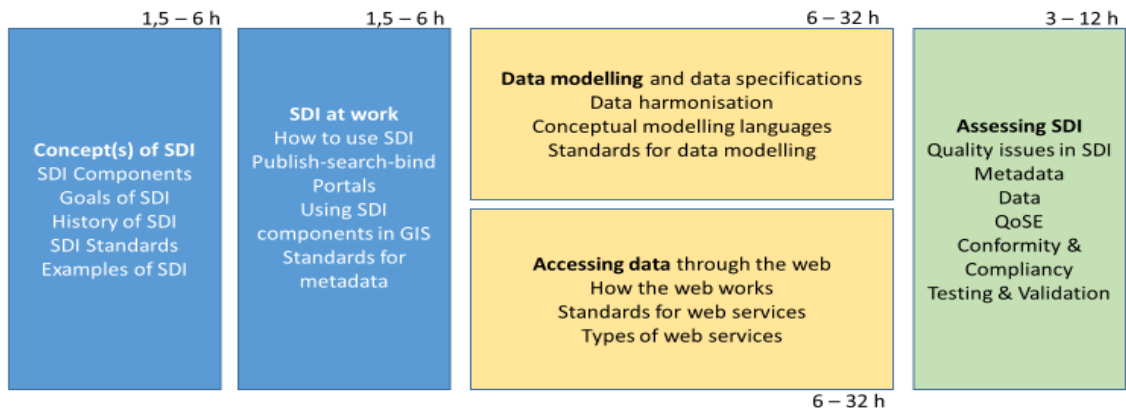 1,5 – 6 h
Concept(s) of SDI
SDI Components
Goals of SDI
History of SDI
SDI Standards
Examples of SDI
1,5 – 6 h
SDI at work
How to use SDI
Publish-search-bind
Portals
Using SDI
components in GIS
Standards for
metadata
6 – 32 h
Data modelling and data specifications
Data harmonisation
Conceptual modelling languages
Standards for data modelling
Accessing data through the web
How the web works
Standards for web services
Types of web services
6 – 32 h
3 – 12 h
Assessing SDI
Quality issues in SDI
Metadata
Data
QoSE
Conformity &
Compliancy
Testing & Validation